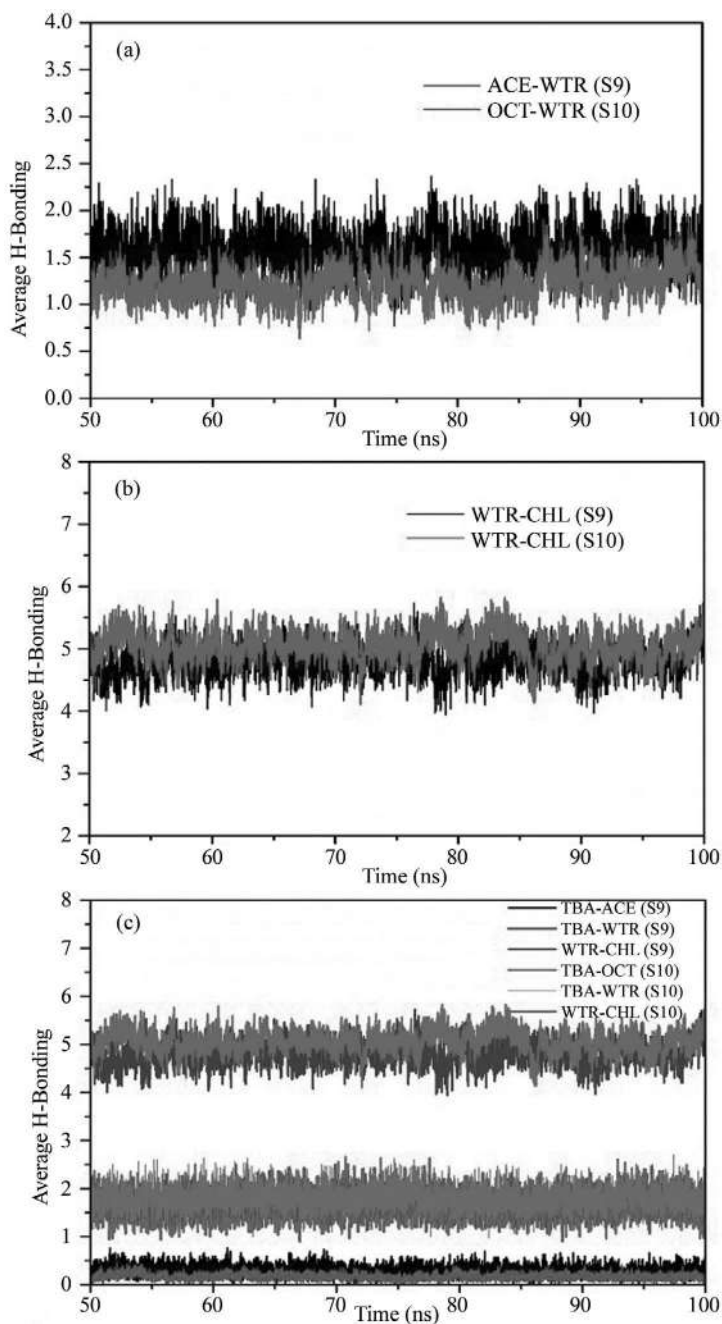 (a)
ACE-WTR (S9)
OCT-WTR (S10)
Average H-Bonding
4.0
3.5
3.0
2.5
2.0
1.5
1.0
0.5
0.0
50 60 70 80 90 100
Time (ns)
(b)
WTR-CHL (S9)
WTR-CHL (S10)
Average H-Bonding
8
7
6
5
4
3
2
50 60 70 80 90 100
Time (ns)
(c)
TBA-ACE (S9)
TBA-WTR (S9)
WTR-CHL (S9)
TBA-OCT (S10)
TBA-WTR (S10)
WTR-CHL (S10)
Average H-Bonding
8
7
6
5
4
3
2
1
0
50 60 70 80 90 100
Time (ns)